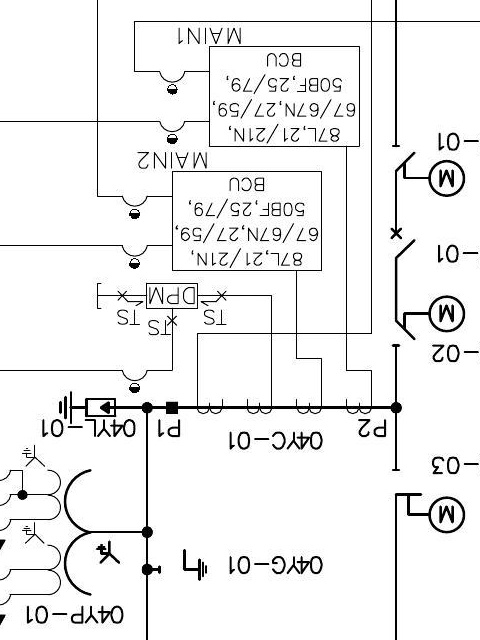 04YP-01
04YG-01
M
-03
P2
04YC-01
P1
04YL-01
-02
TS
TS
TS
M
DPM
87L,21/21N,
67/67N,27/59,
50BF,25/79,
BCU
-01
M
MAIN2
-01
87L,21/21N,
67/67N,27/59,
50BF,25/79,
BCU
MAIN1